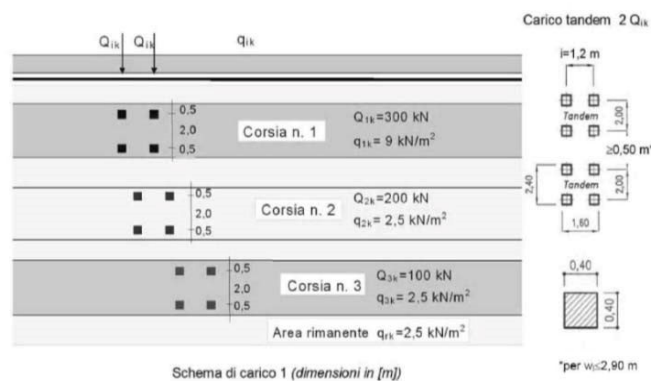 Carico tandem 2 Qik
Qik Qik qik
i=1,2 m
0,5
2,0
0,5
Corsia n. 1
Q1k=300 kN
q1k= 9 kN/m²
Tandem
2,00
≥0,50 m*
0,5
2,0
0,5
Corsia n. 2
Q2k=200 kN
q2k= 2,5 kN/m²
2,40
Tandem
2,00
1,60
0,5
2,0
0,5
Corsia n. 3
Q3k=100 kN
q3k= 2,5 kN/m²
0,40
0,40
Area rimanente qrk=2,5 kN/m²
Schema di carico 1 (dimensioni in [m])
*per wl≤2,90 m